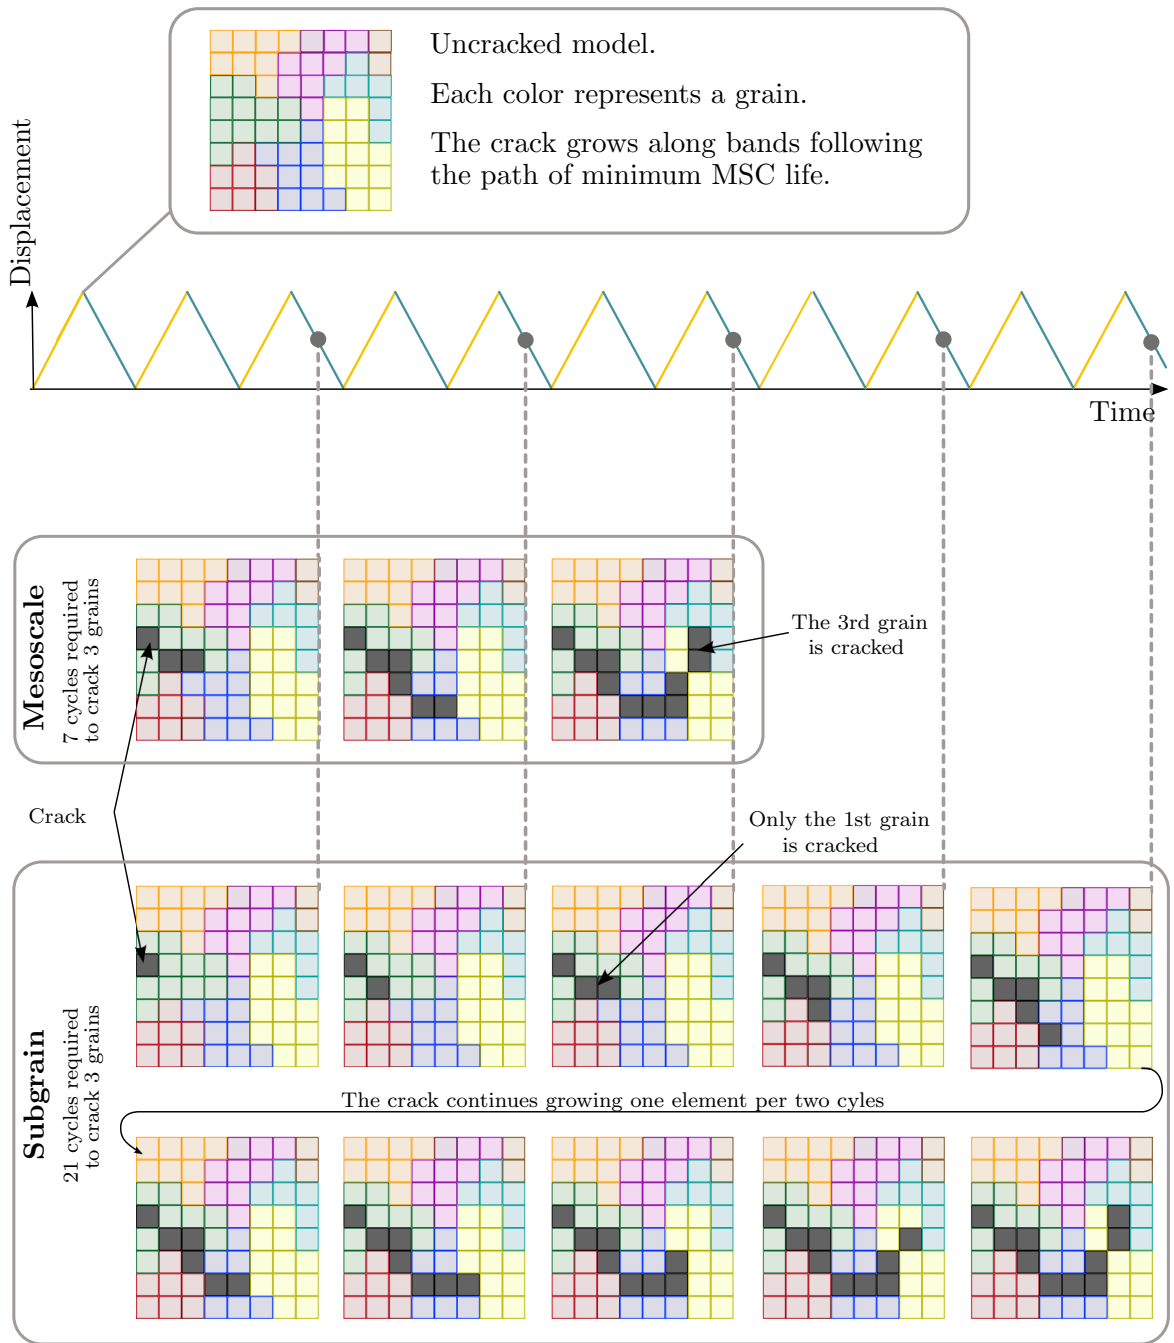 Uncracked model.
Each color represents a grain.
The crack grows along bands following
the path of minimum MSC life.
Displacement
Time
Mesoscale
7 cycles required
to crack 3 grains
The 3rd grain
is cracked
Crack
Only the 1st grain
is cracked
Subgrain
21 cycles required
to crack 3 grains
The crack continues growing one element per two cyles